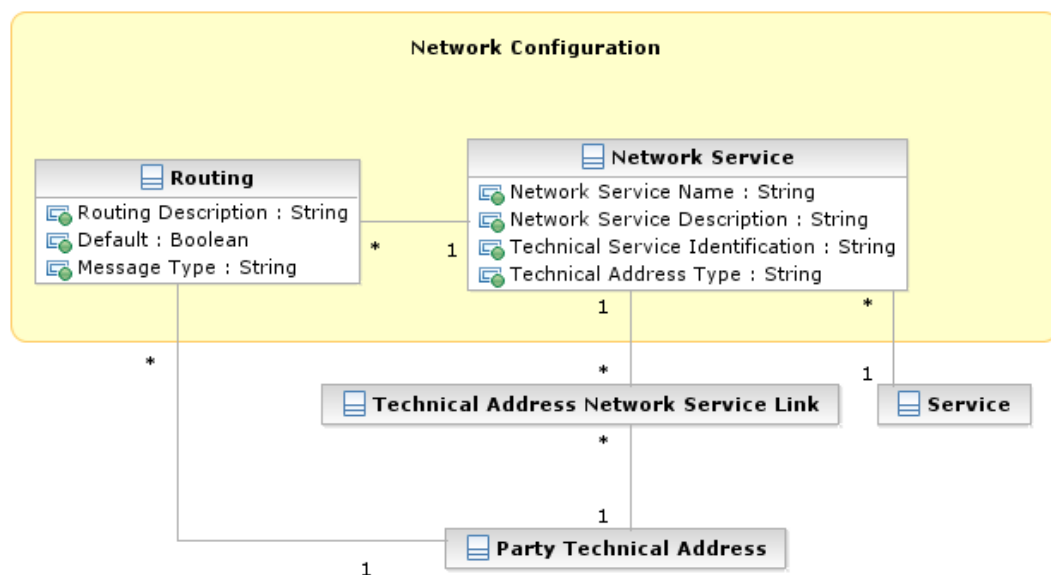 Network Configuration
Routing
Routing Description : String
Default : Boolean
Message Type : String
Network Service
Network Service Name : String
Network Service Description : String
Technical Service Identification : String
Technical Address Type : String
*
1
1
*
*
*
1
Technical Address Network Service Link
Service
*
1
Party Technical Address
1